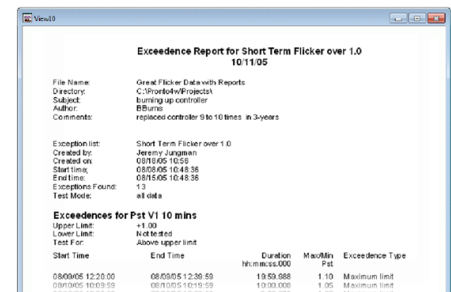 View10
Exceedence Report for Short Term Flicker over 1.0
10/11/05
File Name: Great Flicker Data with Reports
Directory: C:\Pronto4w\Projects\
Subject: burning up controller
Author: BBurns
Comments: replaced controller 9 to 10 times in 3-years
Exception list: Short Term Flicker over 1.0
Created by: Jeremy Jungman
Created on: 08/18/05 10:56
Start time: 08/08/05 10:48:36
End time: 08/15/05 10:48:36
Exceptions Found: 13
Test Mode: all data
Exceedences for Pst V1 10 mins
Upper Limit: +1.00
Lower Limit: Not tested
Test For: Above upper limit
Start Time End Time Duration Max/Min Exceedence Type
hh:mm:ss.000 Pst
08/09/05 12:20:00 08/09/05 12:39:59 19:59.988 1.10 Maximum limit
08/10/05 10:09:59 08/10/05 10:19:59 10:00.008 1.05 Maximum limit